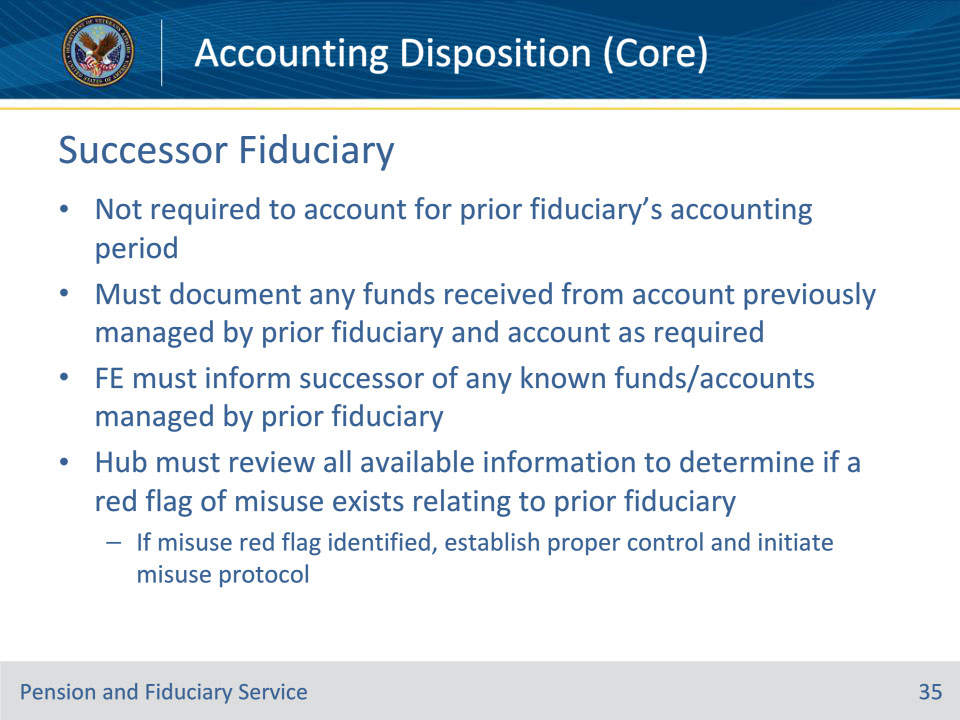 Accounting Disposition (Core)
Successor Fiduciary
• Not required to account for prior fiduciary’s accounting
period
• Must document any funds received from account previously
managed by prior fiduciary and account as required
• FE must inform successor of any known funds/accounts
managed by prior fiduciary
• Hub must review all available information to determine if a
red flag of misuse exists relating to prior fiduciary
– If misuse red flag identified, establish proper control and initiate
misuse protocol
Pension and Fiduciary Service
35